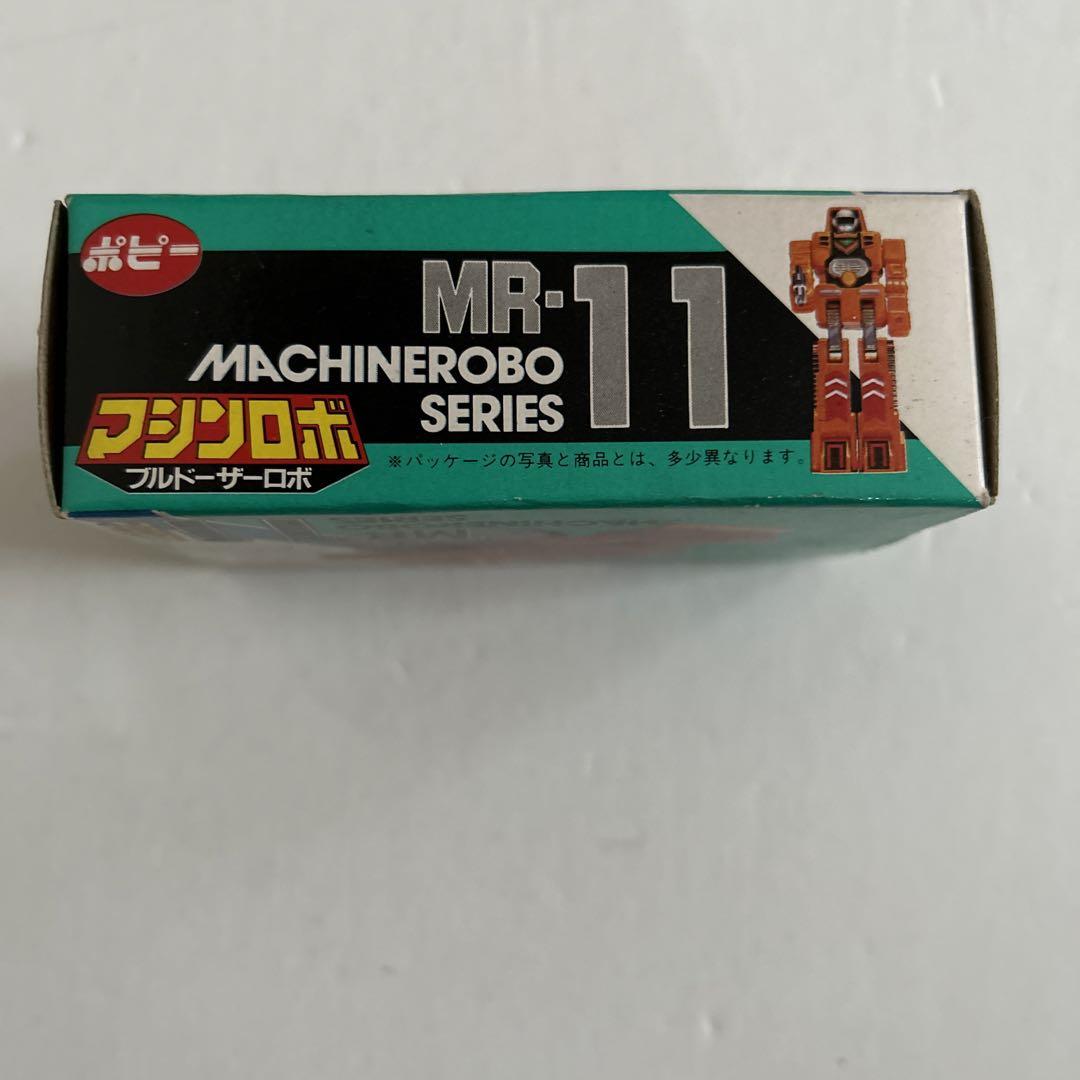 ポピー
MR-11
MACHINEROBO
SERIES
マシンロボ
ブルドーザーロボ
※パッケージの写真と商品とは、多少異なります。